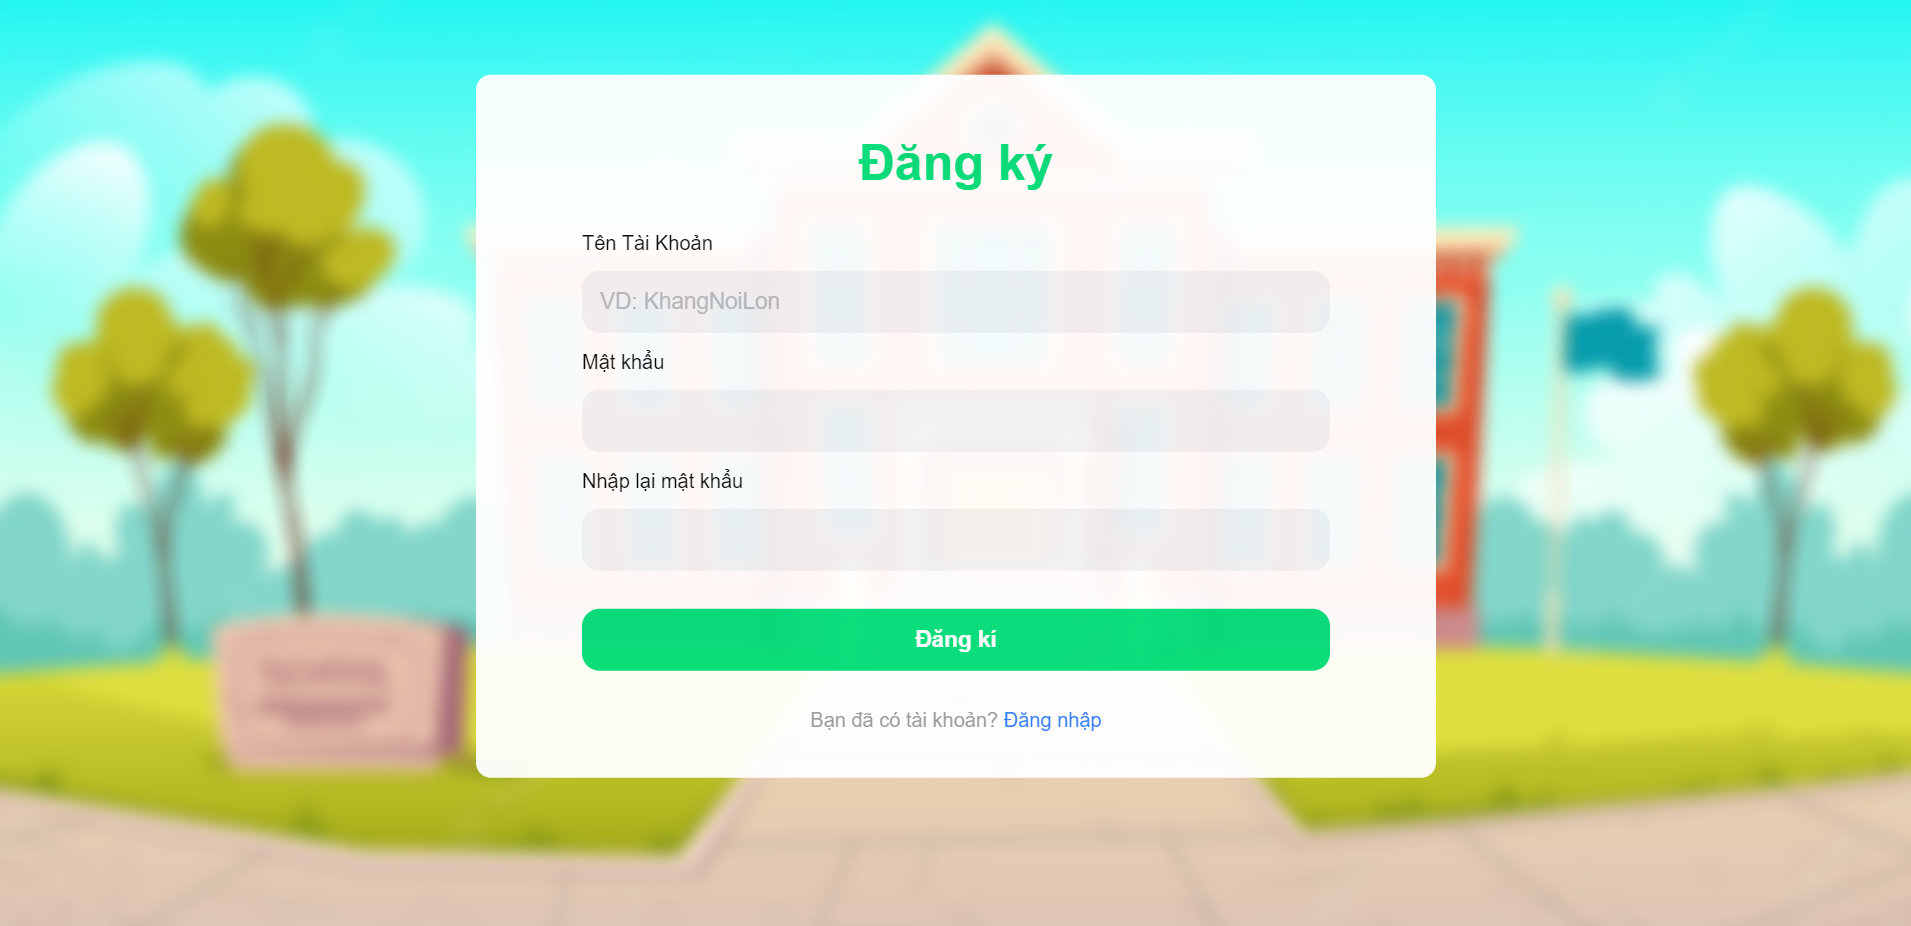 Đăng ký
Tên Tài Khoản
VD: KhangNoiLon
Mật khẩu
Nhập lại mật khẩu
Đăng kí
Bạn đã có tài khoản? Đăng nhập